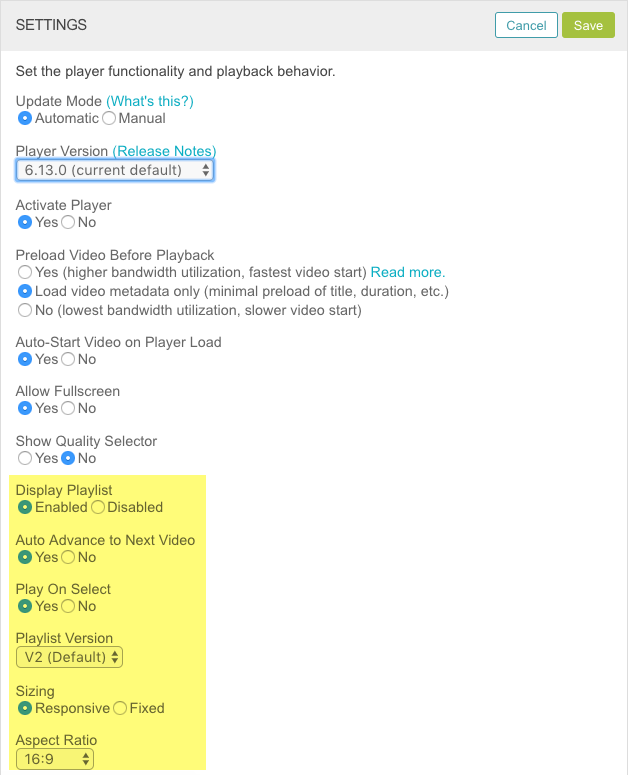 SETTINGS Cancel Save
Set the player functionality and playback behavior.
Update Mode (What's this?)
Automatic Manual
Player Version (Release Notes)
6.13.0 (current default)
Activate Player
Yes No
Preload Video Before Playback
Yes (higher bandwidth utilization, fastest video start) Read more.
Load video metadata only (minimal preload of title, duration, etc.)
No (lowest bandwidth utilization, slower video start)
Auto-Start Video on Player Load
Yes No
Allow Fullscreen
Yes No
Show Quality Selector
Yes No
Display Playlist
Enabled Disabled
Auto Advance to Next Video
Yes No
Play On Select
Yes No
Playlist Version
V2 (Default)
Sizing
Responsive Fixed
Aspect Ratio
16:9